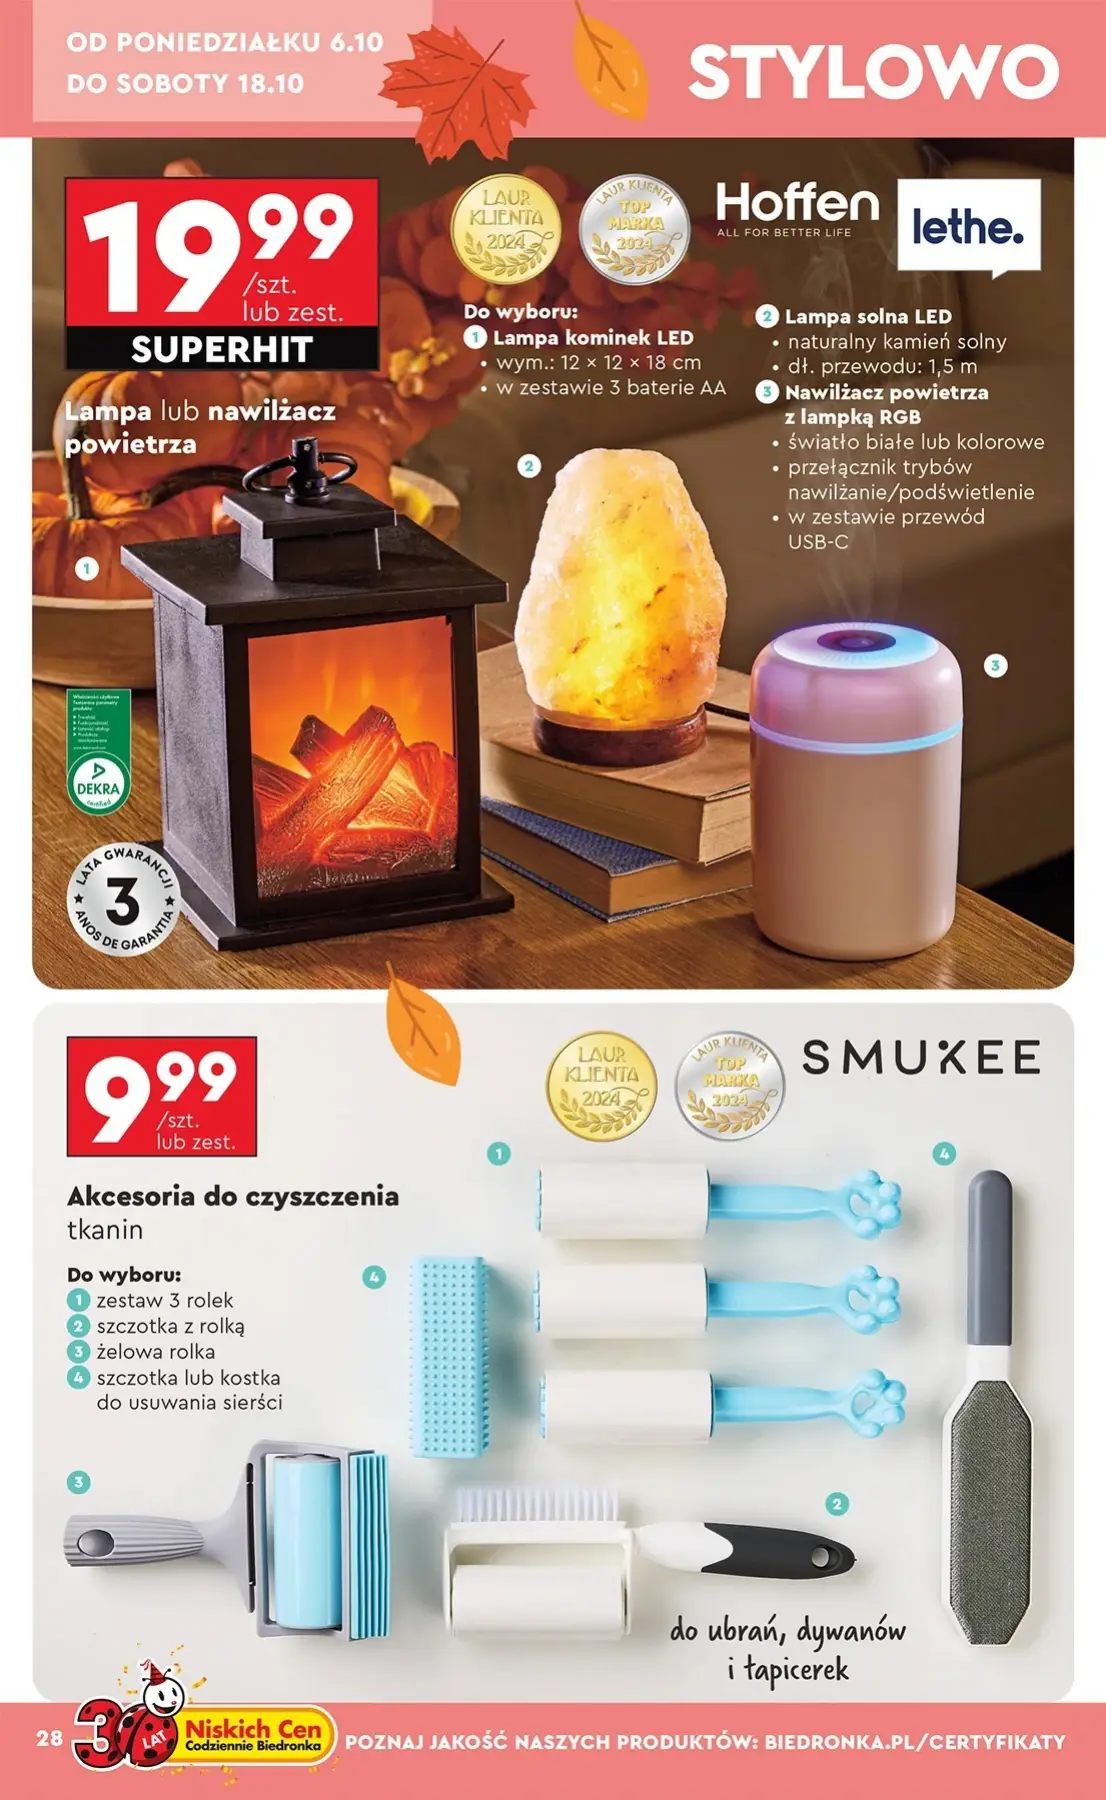 OD PONIEDZIAŁKU 6.10
DO SOBOTY 18.10
STYLOWO
19.99
/szt.
lub zest.
SUPERHIT
Lampa lub nawilżacz
powietrza
LAUR
KLIENTA
2024
LAUR KLIENTA
TOP
MARKA
2024
Hoffen
ALL FOR BETTER LIFE
lethe.
Do wyboru:
1 Lampa kominek LED
• wym.: 12 × 12 × 18 cm
• w zestawie 3 baterie AA
2 Lampa solna LED
• naturalny kamień solny
• dł. przewodu: 1,5 m
3 Nawilżacz powietrza
z lampką RGB
• światło białe lub kolorowe
• przełącznik trybów
nawilżanie/podświetlenie
• w zestawie przewód
USB-C
1
2
3
DEKRA
certified
LATA GWARANCJI
3
AÑOS DE GARANTIA
9.99
/szt.
lub zest.
LAUR
KLIENTA
2024
LAUR KLIENTA
TOP
MARKA
2024
SMUKEE
Akcesoria do czyszczenia
tkanin
Do wyboru:
1 zestaw 3 rolek
2 szczotka z rolką
3 żelowa rolka
4 szczotka lub kostka
do usuwania sierści
1
4
4
3
2
do ubrań, dywanów
i tapicerek
28
30
LAT
Niskich Cen
Codziennie Biedronka
POZNAJ JAKOŚĆ NASZYCH PRODUKTÓW: BIEDRONKA.PL/CERTYFIKATY